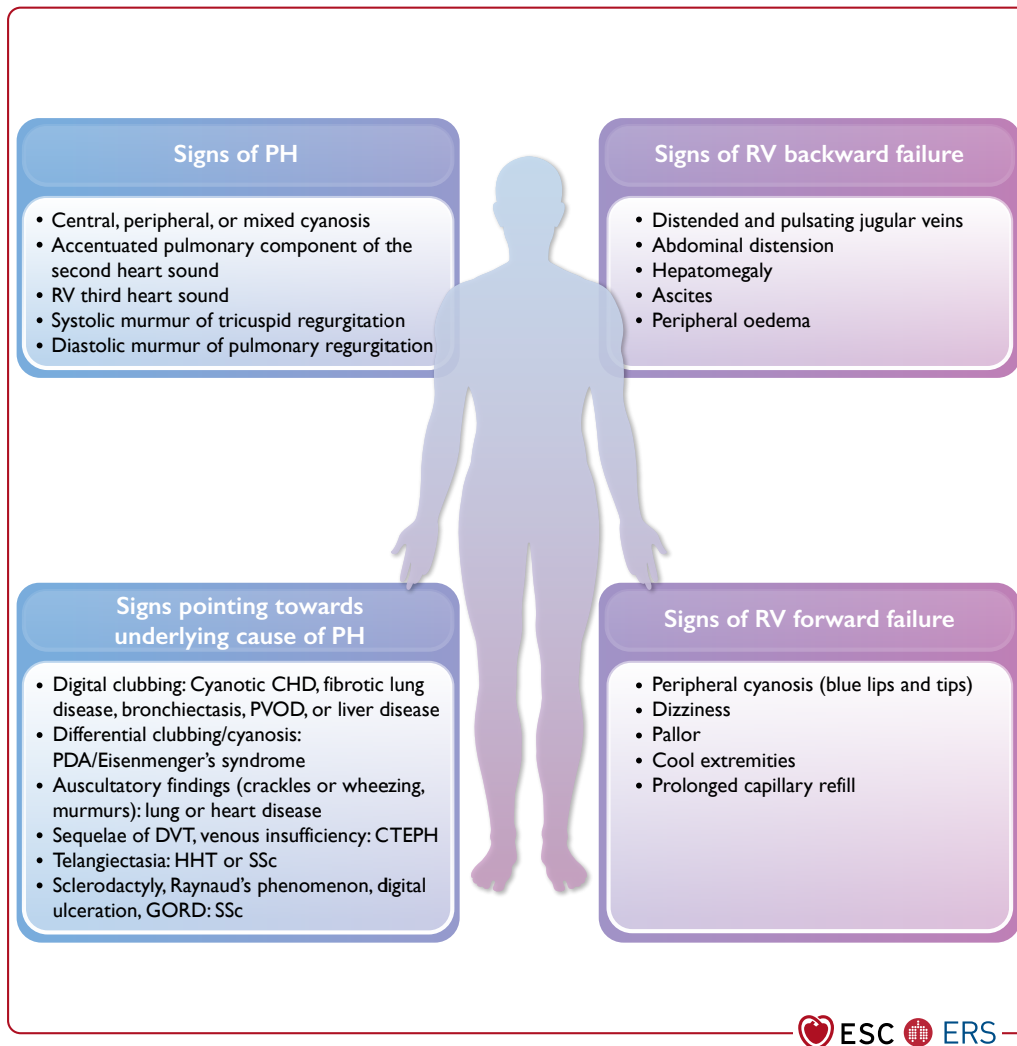 Signs of PH
• Central, peripheral, or mixed cyanosis
• Accentuated pulmonary component of the
second heart sound
• RV third heart sound
• Systolic murmur of tricuspid regurgitation
• Diastolic murmur of pulmonary regurgitation
Signs of RV backward failure
• Distended and pulsating jugular veins
• Abdominal distension
• Hepatomegaly
• Ascites
• Peripheral oedema
Signs pointing towards
underlying cause of PH
• Digital clubbing: Cyanotic CHD, fibrotic lung
disease, bronchiectasis, PVOD, or liver disease
• Differential clubbing/cyanosis:
PDA/Eisenmenger’s syndrome
• Auscultatory findings (crackles or wheezing,
murmurs): lung or heart disease
• Sequelae of DVT, venous insufficiency: CTEPH
• Telangiectasia: HHT or SSc
• Sclerodactyly, Raynaud’s phenomenon, digital
ulceration, GORD: SSc
Signs of RV forward failure
• Peripheral cyanosis (blue lips and tips)
• Dizziness
• Pallor
• Cool extremities
• Prolonged capillary refill
ESC ERS